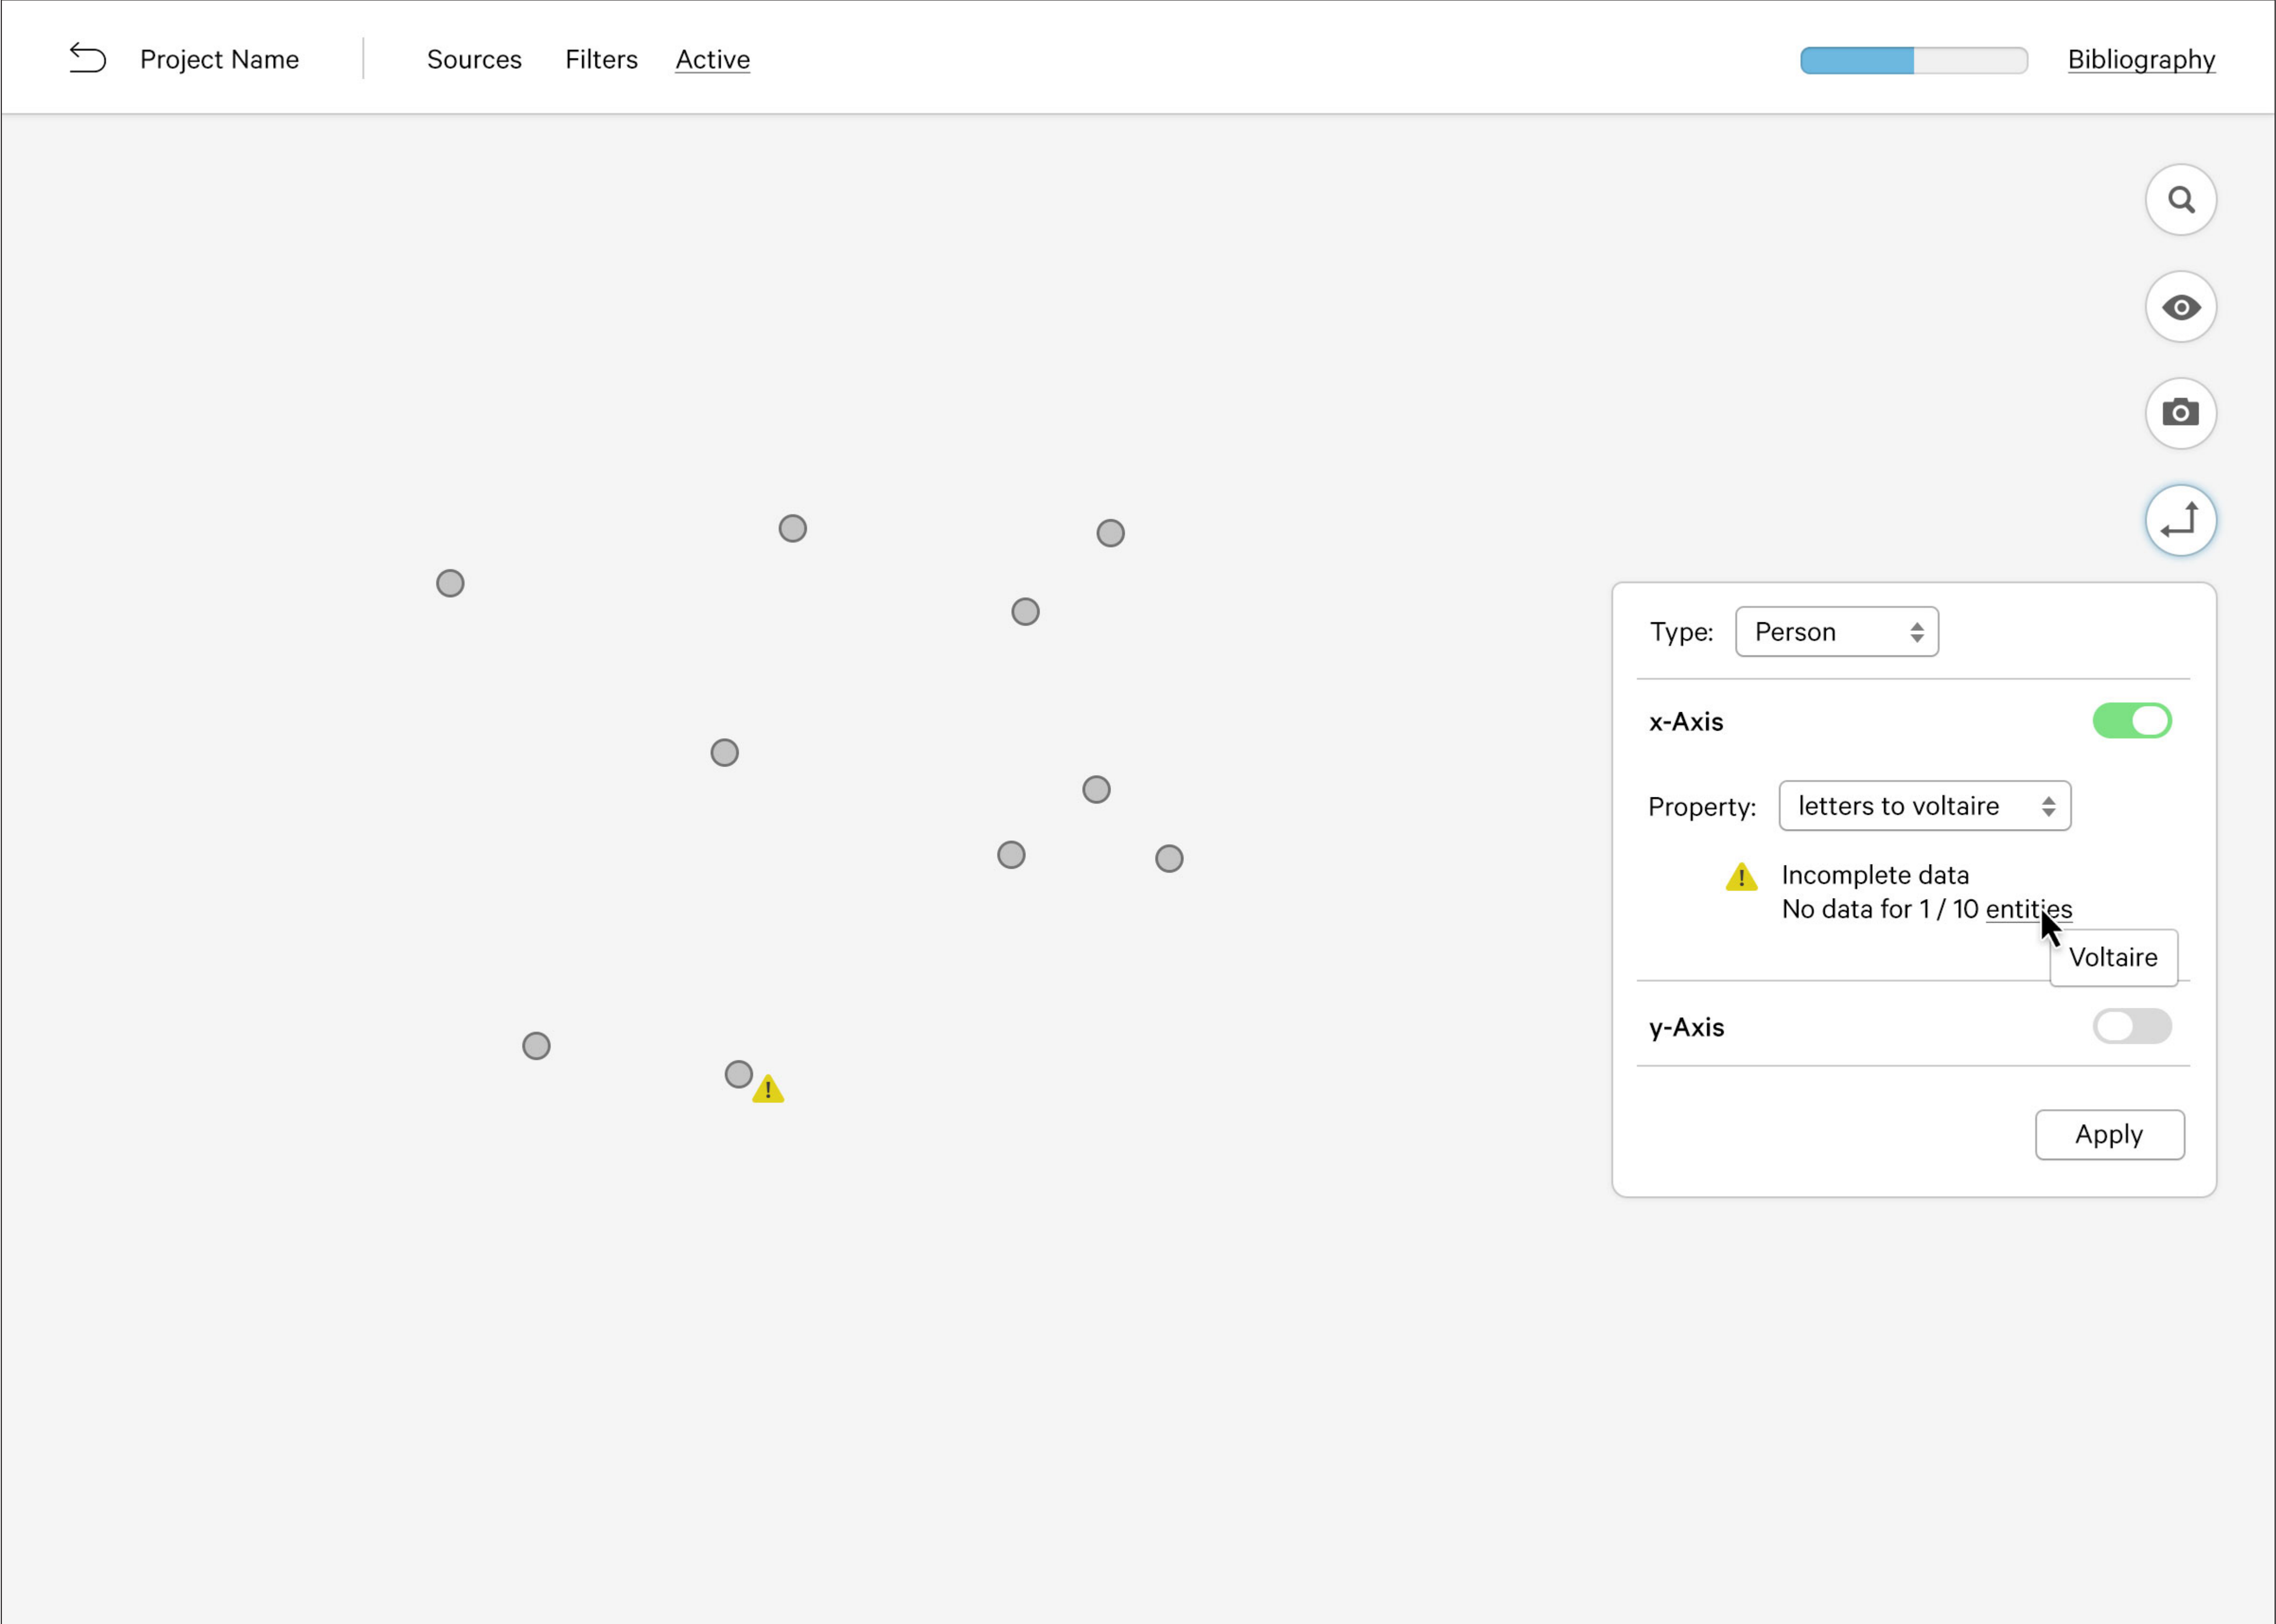 Project Name
Sources
Filters
Active
Bibliography
Type:
Person
x-Axis
Property:
letters to voltaire
Incomplete data
No data for 1 / 10 entities
Voltaire
y-Axis
Apply